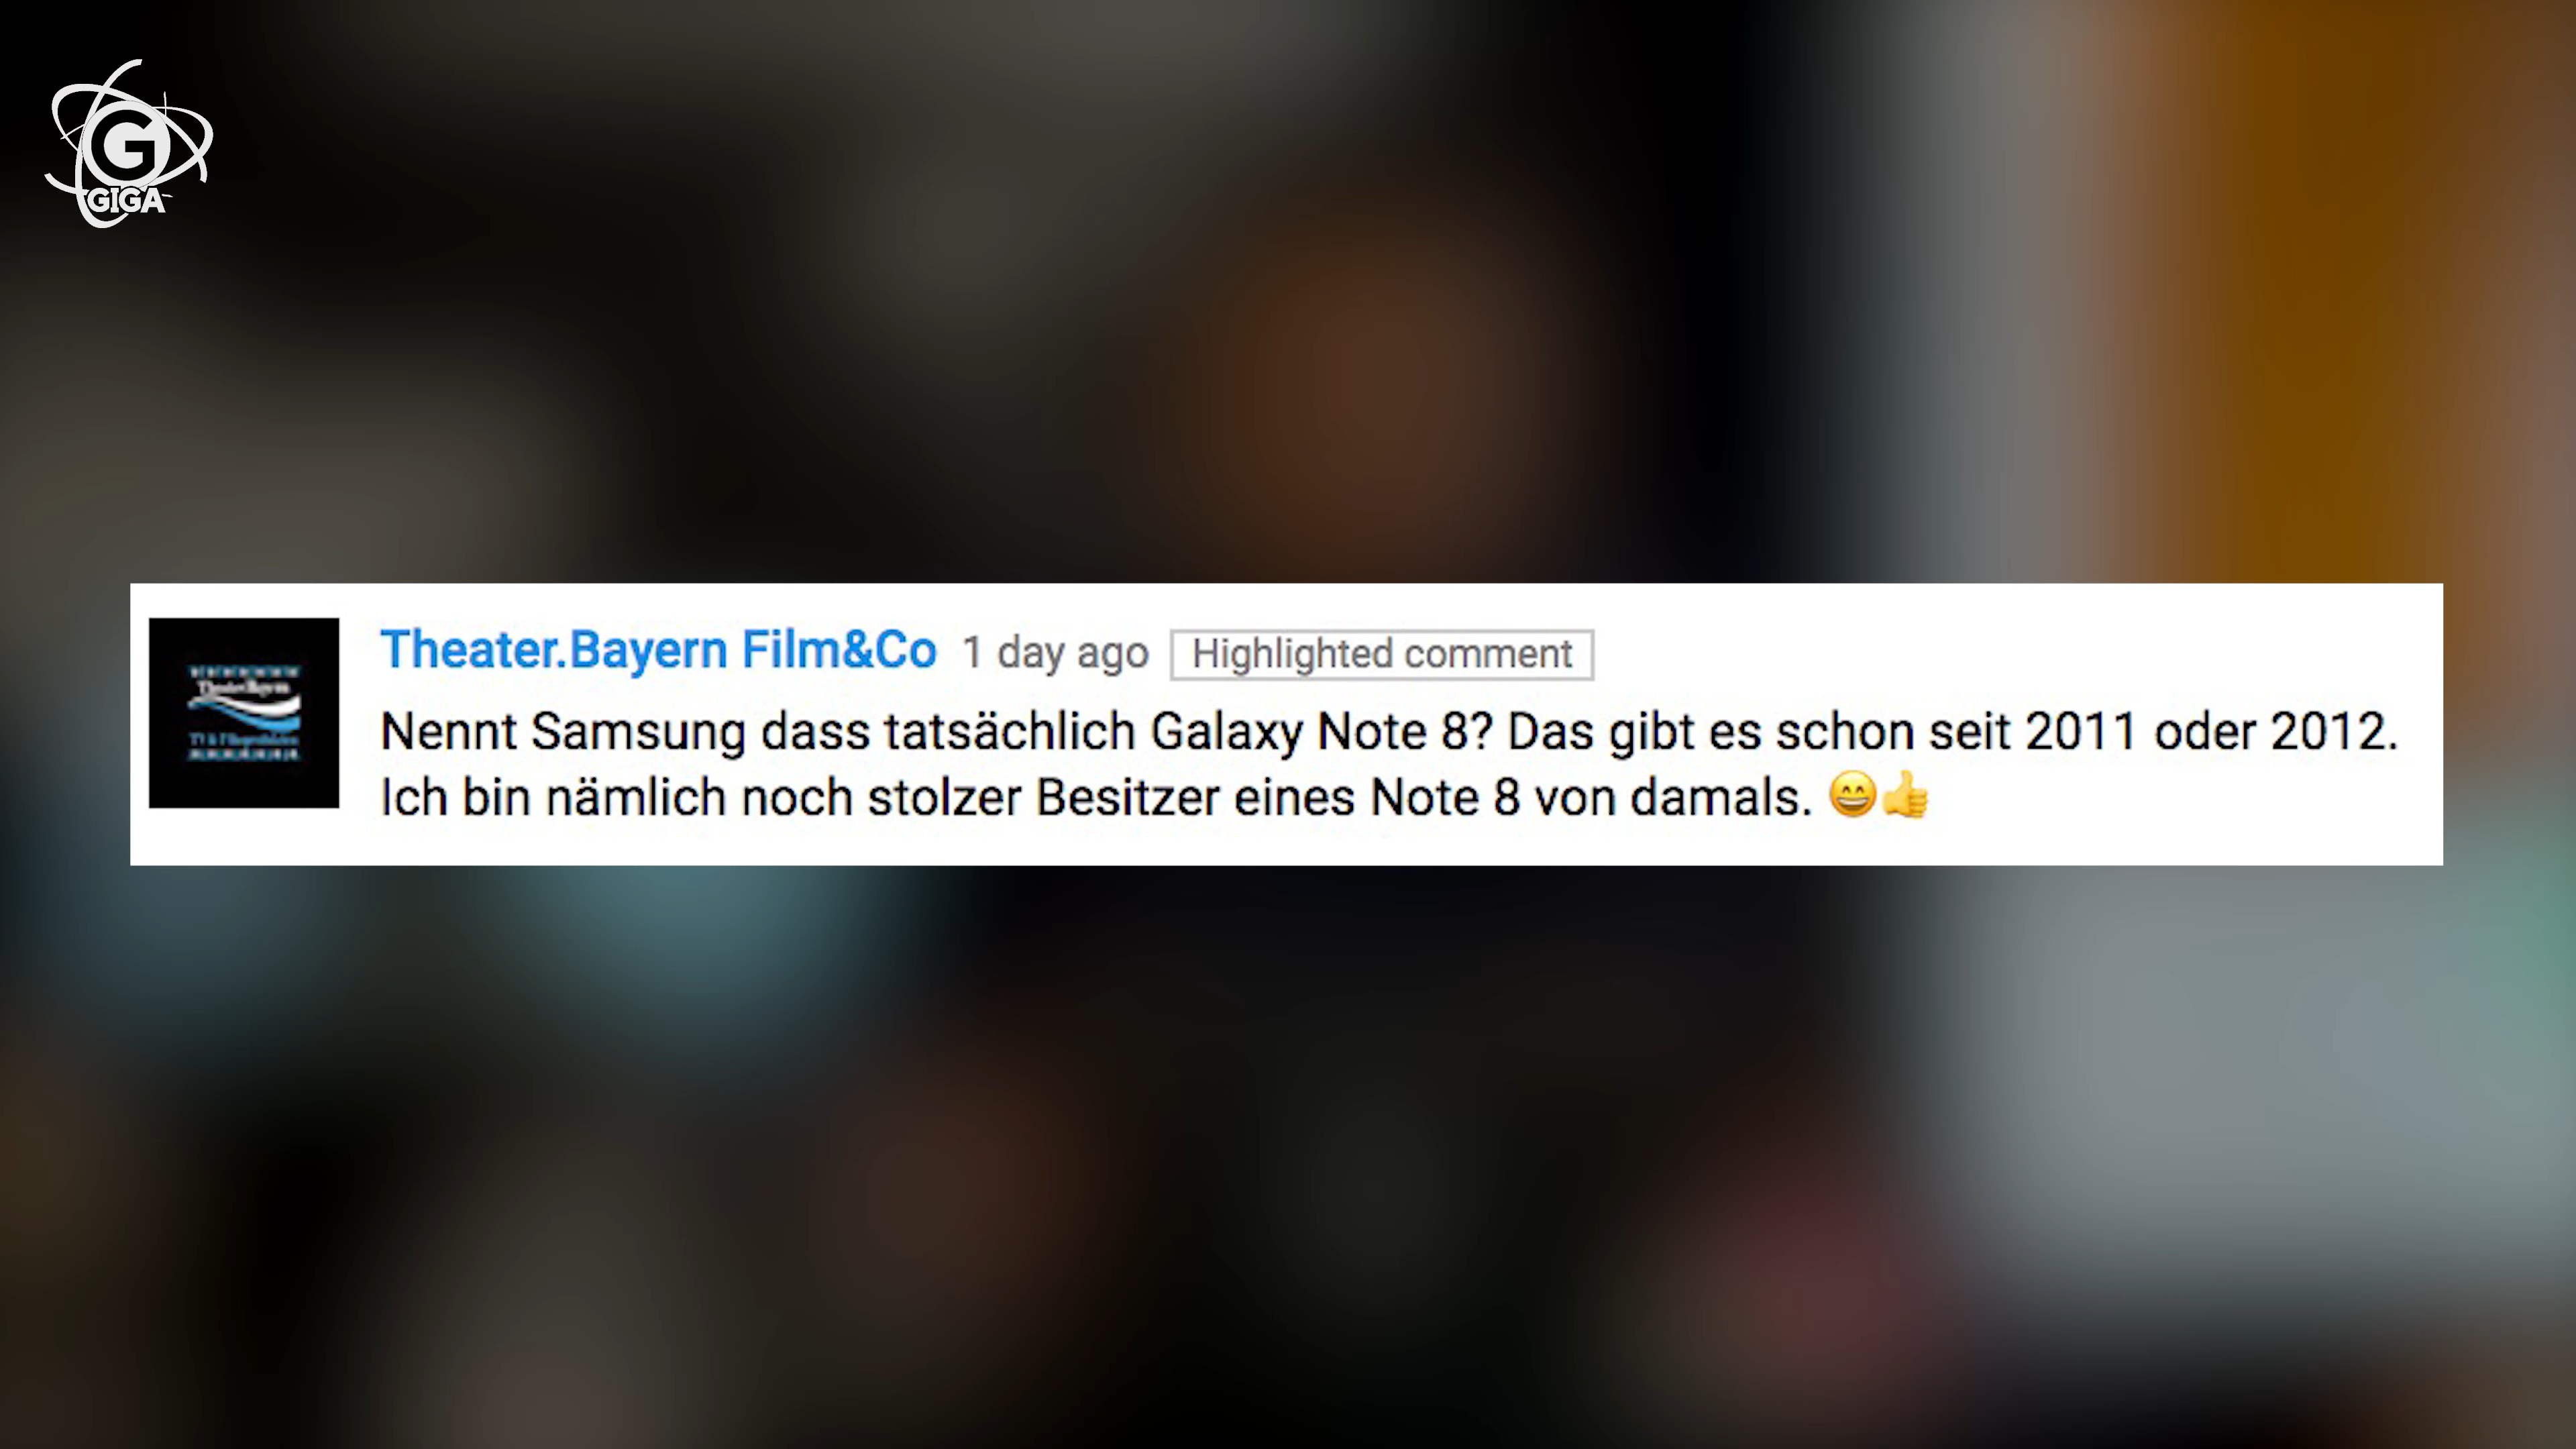 G
GIGA
Theater.Bayern Film&Co 1 day ago Highlighted comment
Nennt Samsung dass tatsächlich Galaxy Note 8? Das gibt es schon seit 2011 oder 2012.
Ich bin nämlich noch stolzer Besitzer eines Note 8 von damals. 😄👍